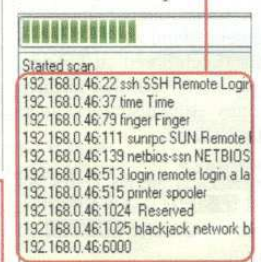 Started scan
192.168.0.46:22 ssh SSH Remote Login
192.168.0.46:37 time Time
192.168.0.46:79 finger Finger
192.168.0.46:111 sunrpc SUN Remote
192.168.0.46:139 netbios-ssn NETBIOS
192.168.0.46:513 login remote login a la
192.168.0.46:515 printer spooler
192.168.0.46:1024 Reserved
192.168.0.46:1025 blackjack network b
192.168.0.46:6000